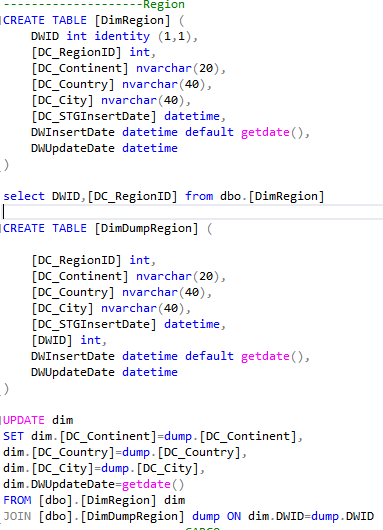 --------------------Region
CREATE TABLE [DimRegion] (
    DWID int identity (1,1),
    [DC_RegionID] int,
    [DC_Continent] nvarchar(20),
    [DC_Country] nvarchar(40),
    [DC_City] nvarchar(40),
    [DC_STGInsertDate] datetime,
    DWInsertDate datetime default getdate(),
    DWUpdateDate datetime
)
select DWID,[DC_RegionID] from dbo.[DimRegion]
CREATE TABLE [DimDumpRegion] (
    [DC_RegionID] int,
    [DC_Continent] nvarchar(20),
    [DC_Country] nvarchar(40),
    [DC_City] nvarchar(40),
    [DC_STGInsertDate] datetime,
    [DWID] int,
    DWInsertDate datetime default getdate(),
    DWUpdateDate datetime
)
UPDATE dim
SET dim.[DC_Continent]=dump.[DC_Continent],
dim.[DC_Country]=dump.[DC_Country],
dim.[DC_City]=dump.[DC_City],
dim.DWUpdateDate=getdate()
FROM [dbo].[DimRegion] dim
JOIN [dbo].[DimDumpRegion] dump ON dim.DWID=dump.DWID